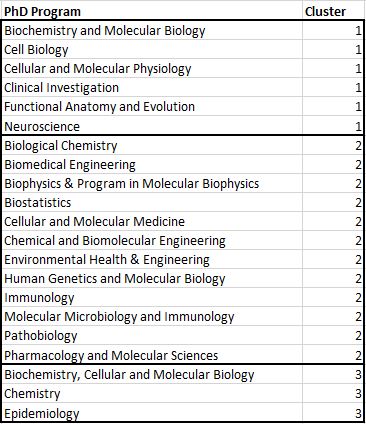 PhD Program Cluster
Biochemistry and Molecular Biology 1
Cell Biology 1
Cellular and Molecular Physiology 1
Clinical Investigation 1
Functional Anatomy and Evolution 1
Neuroscience 1
Biological Chemistry 2
Biomedical Engineering 2
Biophysics & Program in Molecular Biophysics 2
Biostatistics 2
Cellular and Molecular Medicine 2
Chemical and Biomolecular Engineering 2
Environmental Health & Engineering 2
Human Genetics and Molecular Biology 2
Immunology 2
Molecular Microbiology and Immunology 2
Pathobiology 2
Pharmacology and Molecular Sciences 2
Biochemistry, Cellular and Molecular Biology 3
Chemistry 3
Epidemiology 3